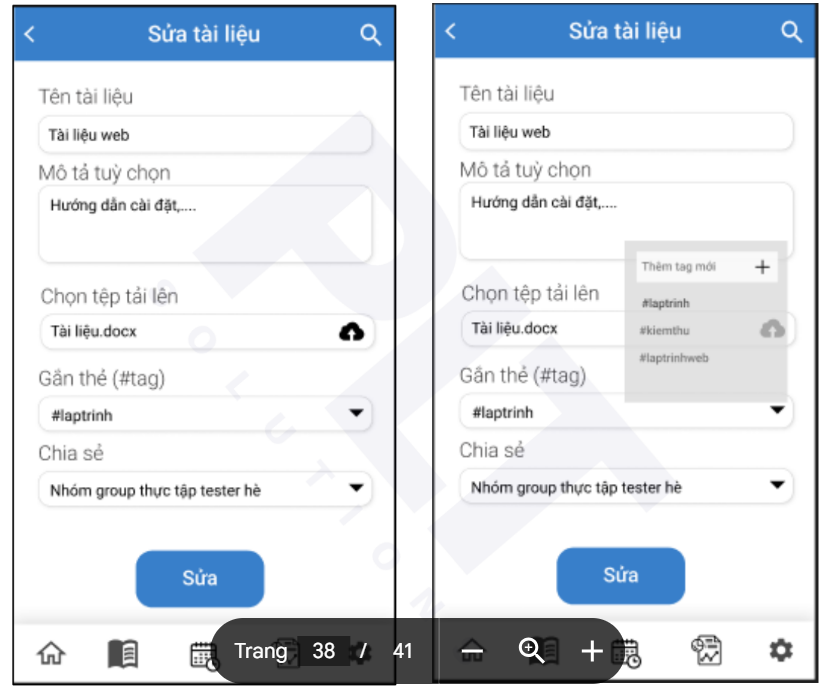 Sửa tài liệu
Tên tài liệu
Tài liệu web
Mô tả tuỳ chọn
Hướng dẫn cài đặt,....
Chọn tệp tải lên
Tài liệu.docx
Gắn thẻ (#tag)
#laptrinh
Chia sẻ
Nhóm group thực tập tester hè
Sửa
Sửa tài liệu
Tên tài liệu
Tài liệu web
Mô tả tuỳ chọn
Hướng dẫn cài đặt,....
Thêm tag mới
#laptrinh
#kiemthu
#laptrinhweb
Chọn tệp tải lên
Tài liệu.docx
Gắn thẻ (#tag)
#laptrinh
Chia sẻ
Nhóm group thực tập tester hè
Sửa
Trang 38 / 41